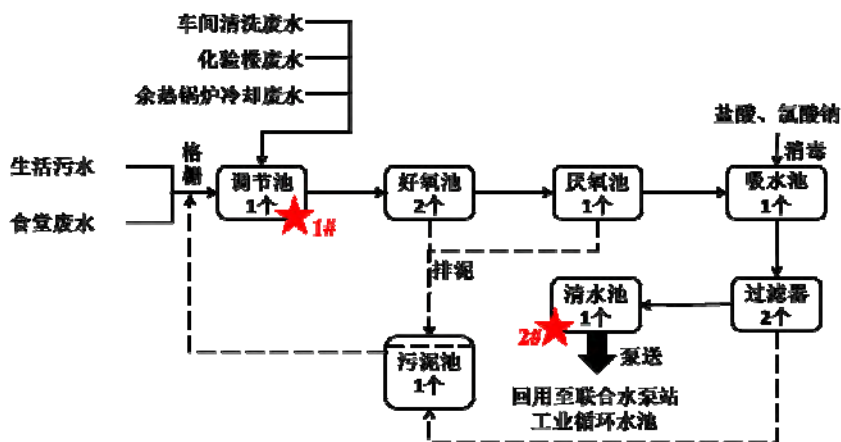 车间清洗废水
化验楼废水
余热锅炉冷却废水
盐酸、氯酸钠
消毒
格栅
生活污水
食堂废水
调节池
1个
1#
好氧池
2个
厌氧池
1个
吸水池
1个
排泥
清水池
1个
2#
过滤器
2个
泵送
污泥池
1个
回用至联合水泵站
工业循环水池